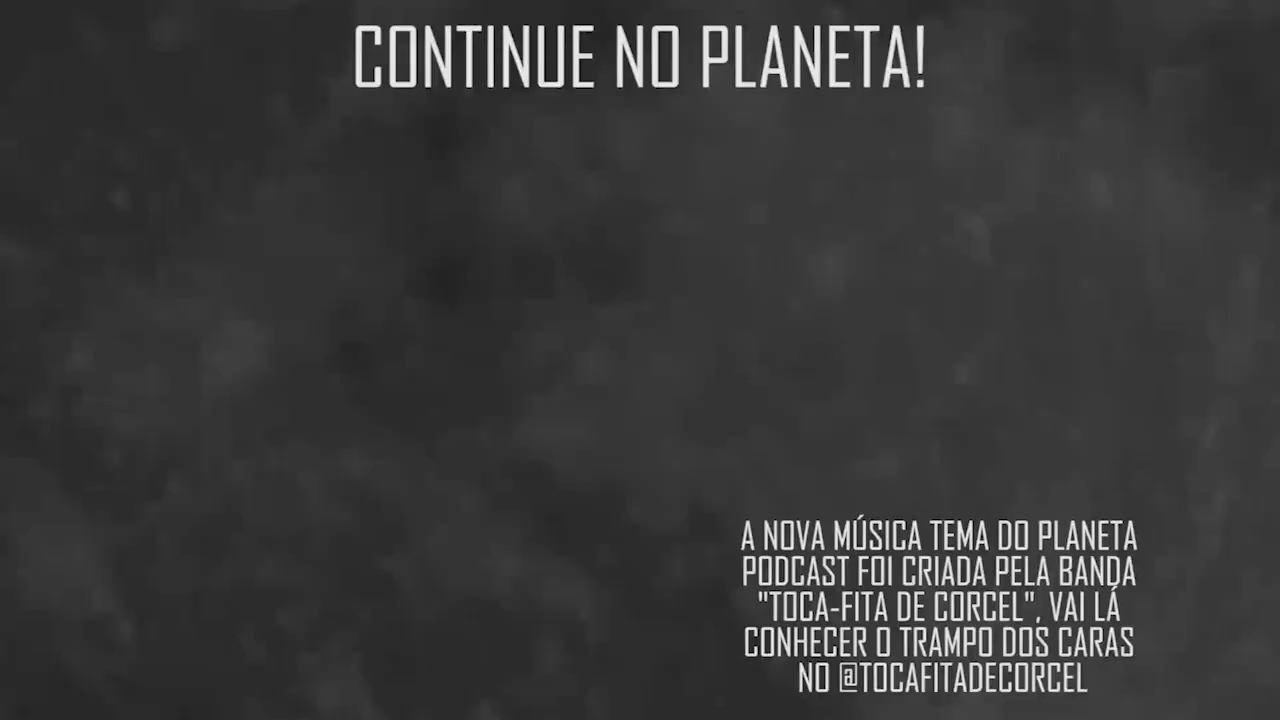 CONTINUE NO PLANETA!
A NOVA MÚSICA TEMA DO PLANETA
PODCAST FOI CRIADA PELA BANDA
"TOCA-FITA DE CORCEL", VAI LÁ
CONHECER O TRAMPO DOS CARAS
NO @TOCAFITADECORCEL